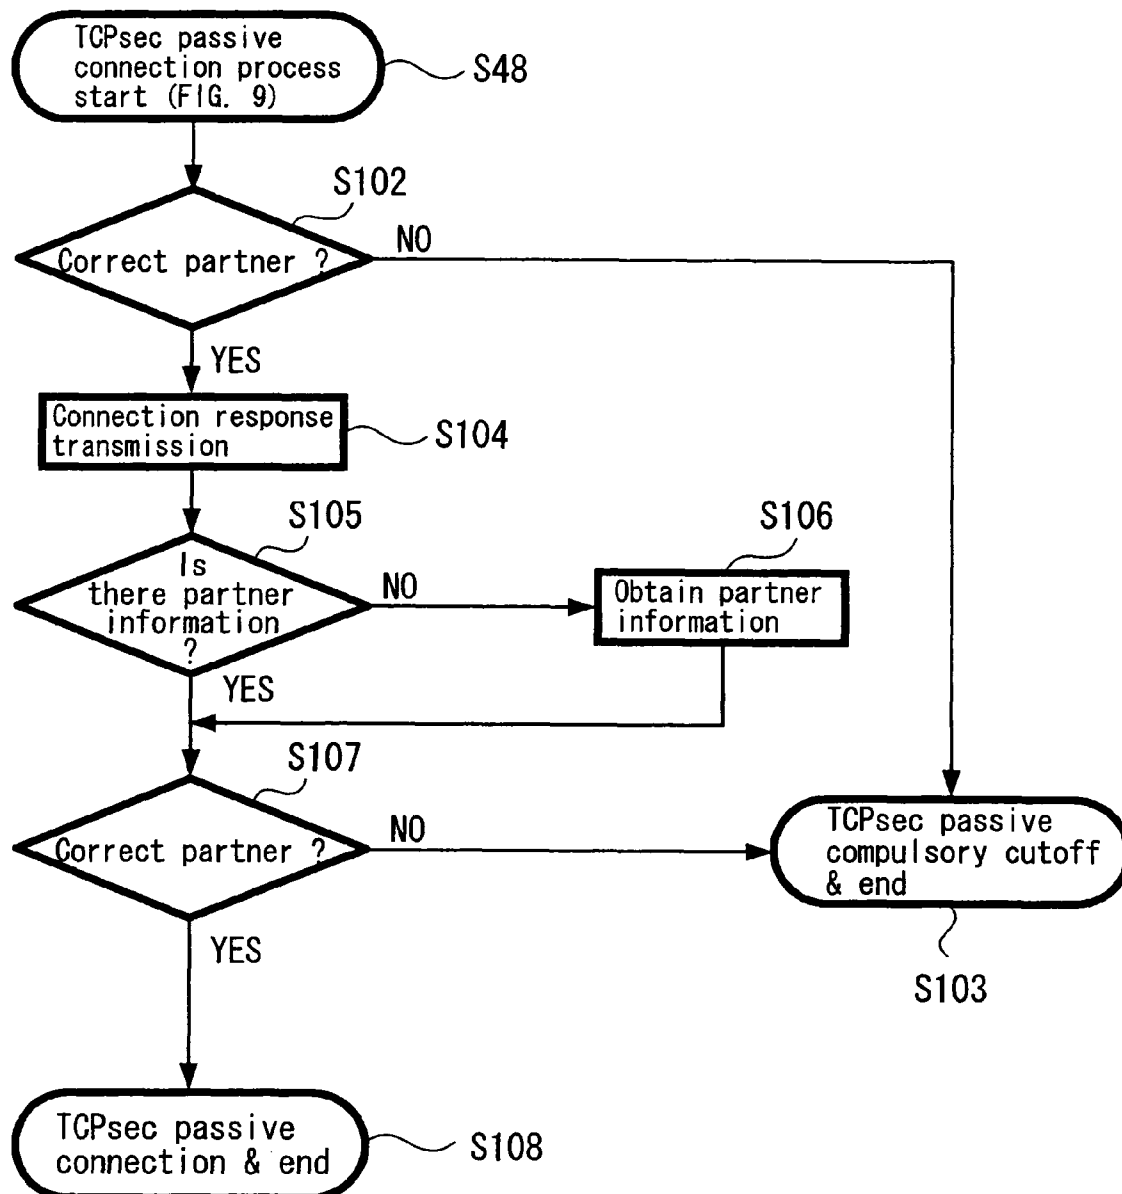 TCPsec passive
connection process
start (FIG. 9)
S48
S102
Correct partner ?
NO
YES
Connection response
transmission
S104
S105
Is
there partner
information
?
NO
S106
Obtain partner
information
YES
S107
Correct partner ?
NO
TCPsec passive
compulsory cutoff
& end
YES
S103
TCPsec passive
connection & end
S108